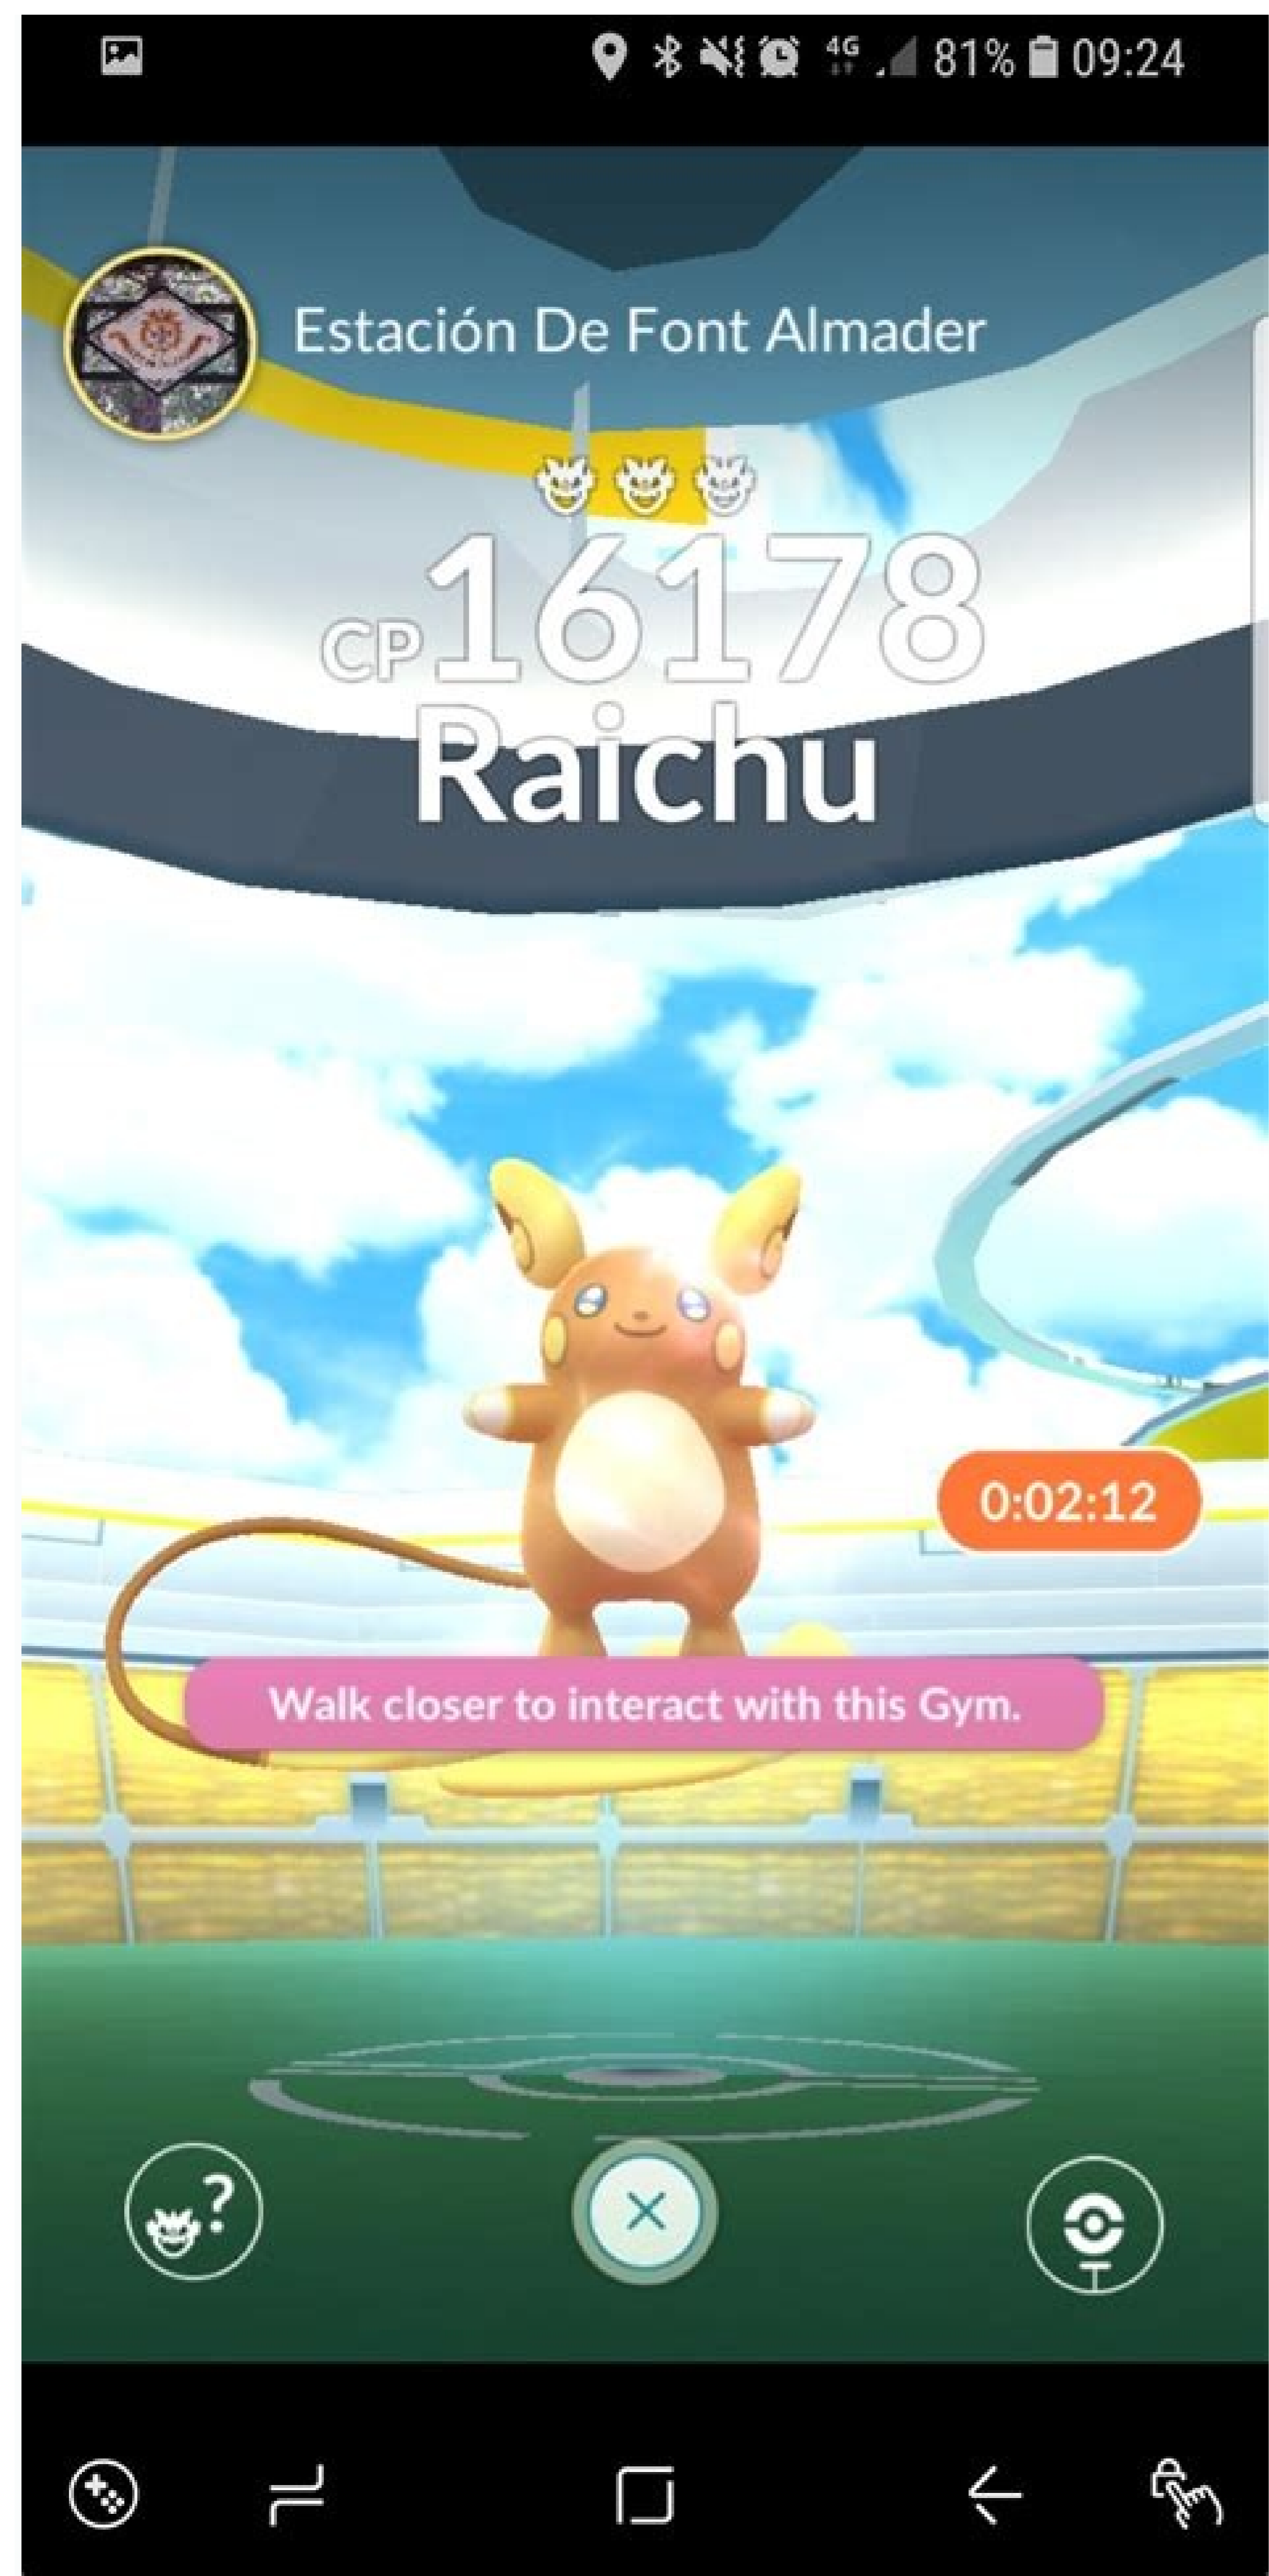 4G 81% 09:24
Estación De Font Almader
CP16178
Raichu
0:02:12
Walk closer to interact with this Gym.
?